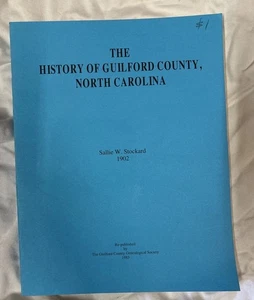 #1
THE
HISTORY OF GUILFORD COUNTY,
NORTH CAROLINA
Sallie W. Stockard
1902
Re-published
by
The Guilford County Genealogical Society